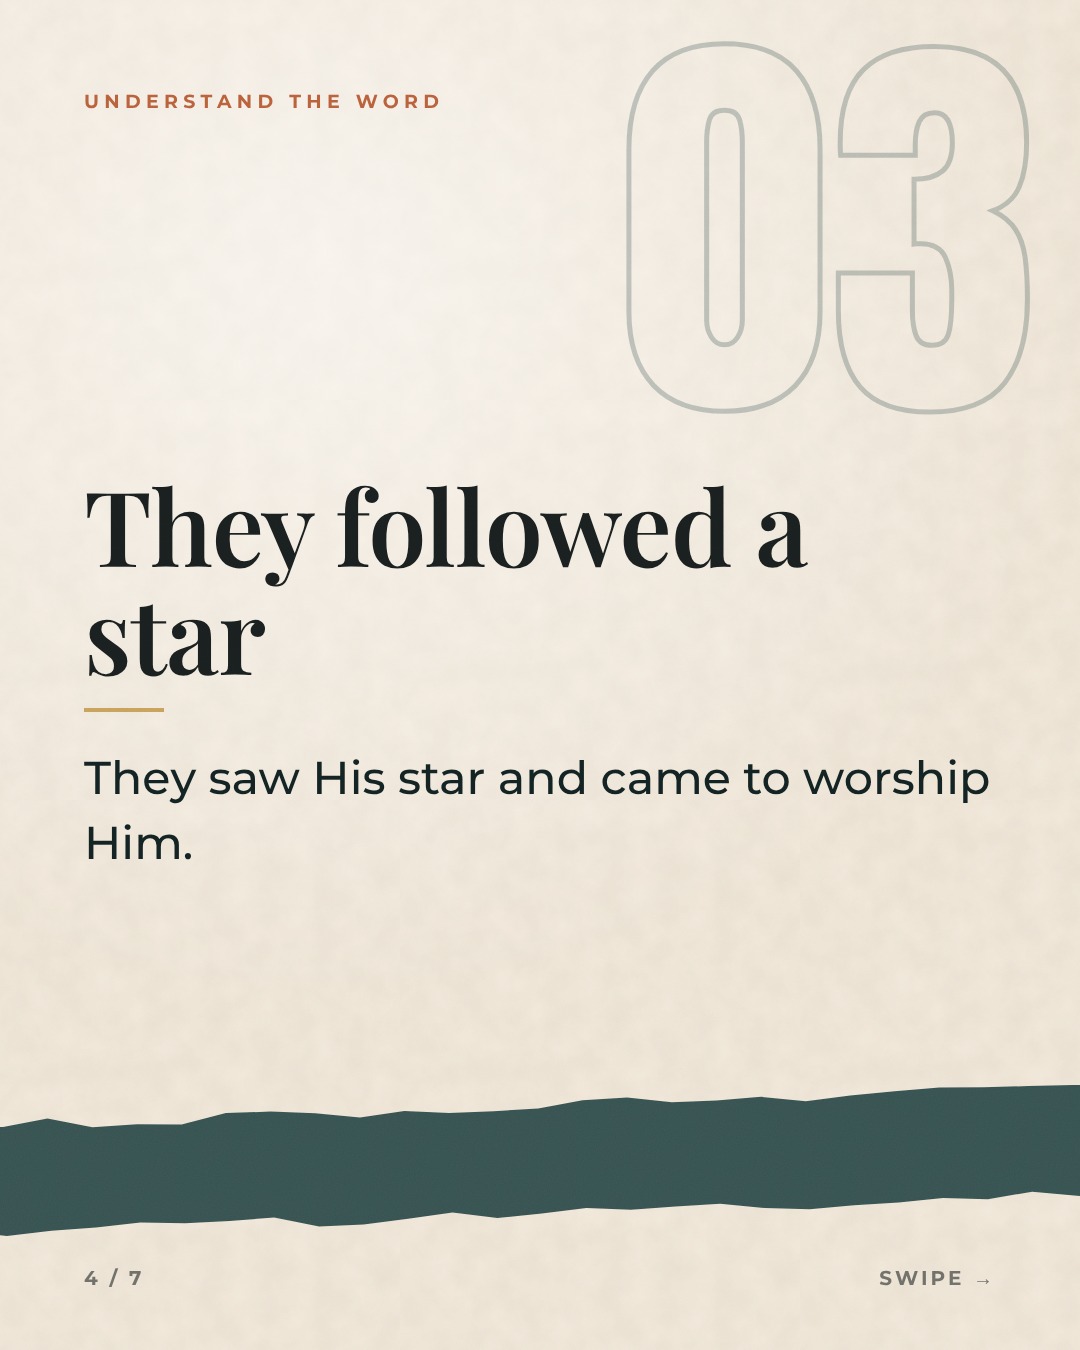 UNDERSTAND THE WORD
03
They followed a
star
They saw His star and came to worship
Him.
4 / 7
SWIPE →